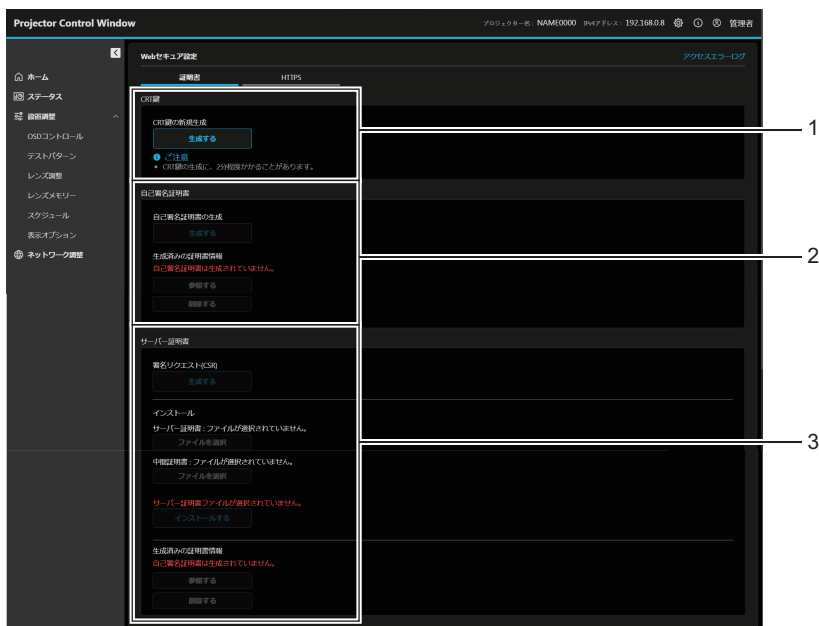 Projector Control Window
プロジェクター名: NAME0000 IPv4アドレス: 192.168.0.8 管理者
Webセキュア設定
アクセスエラーログ
ホーム
ステータス
設置調整
OSDコントロール
テストパターン
レンズ調整
レンズメモリー
スケジュール
表示オプション
ネットワーク調整
証明書 HTTPS
CRT鍵
CRT鍵の新規生成
生成する
ご注意
• CRT鍵の生成に、2分程度かかることがあります。
1
自己署名証明書
自己署名証明書の生成
生成する
生成済みの証明書情報
自己署名証明書は生成されていません。
参照する
削除する
2
サーバー証明書
署名リクエスト(CSR)
生成する
インストール
サーバー証明書 : ファイルが選択されていません。
ファイルを選択
中間証明書 : ファイルが選択されていません。
ファイルを選択
サーバー証明書ファイルが選択されていません。
インストールする
生成済みの証明書情報
自己署名証明書は生成されていません。
参照する
削除する
3